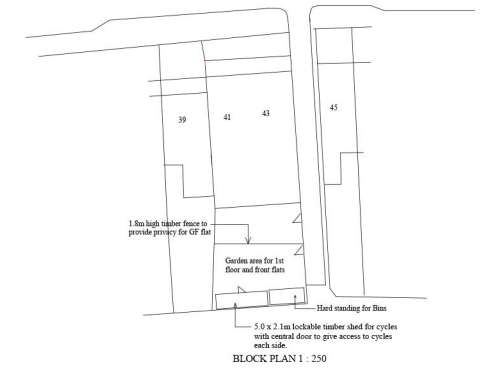 39
41
43
45
1.8m high timber fence to
provide privacy for GF flat
Garden area for 1st
floor and front flats
Hard standing for Bins
5.0 x 2.1m lockable timber shed for cycles
with central door to give access to cycles
each side.
BLOCK PLAN 1 : 250